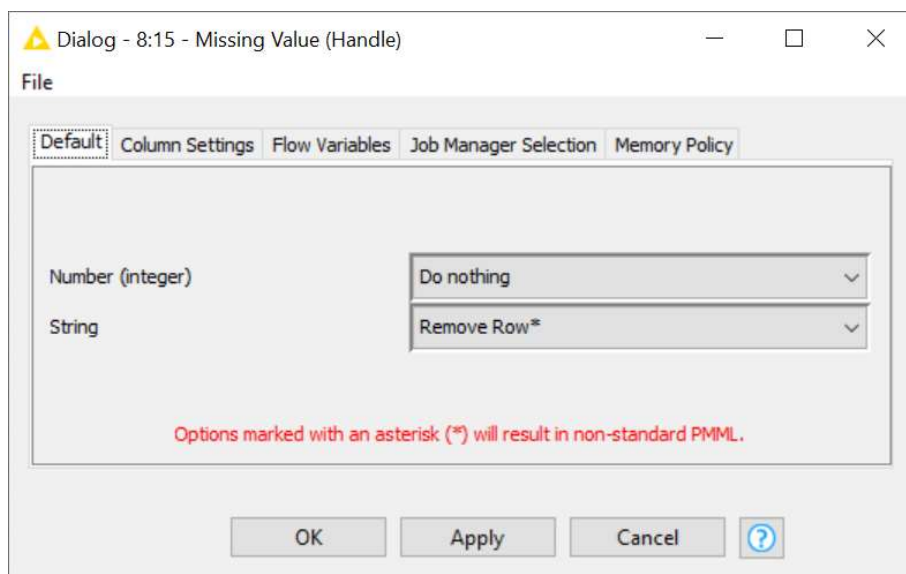 Dialog - 8:15 - Missing Value (Handle)
File
Default Column Settings Flow Variables Job Manager Selection Memory Policy
Number (integer) Do nothing
String Remove Row*
Options marked with an asterisk (*) will result in non-standard PMML.
OK Apply Cancel ?